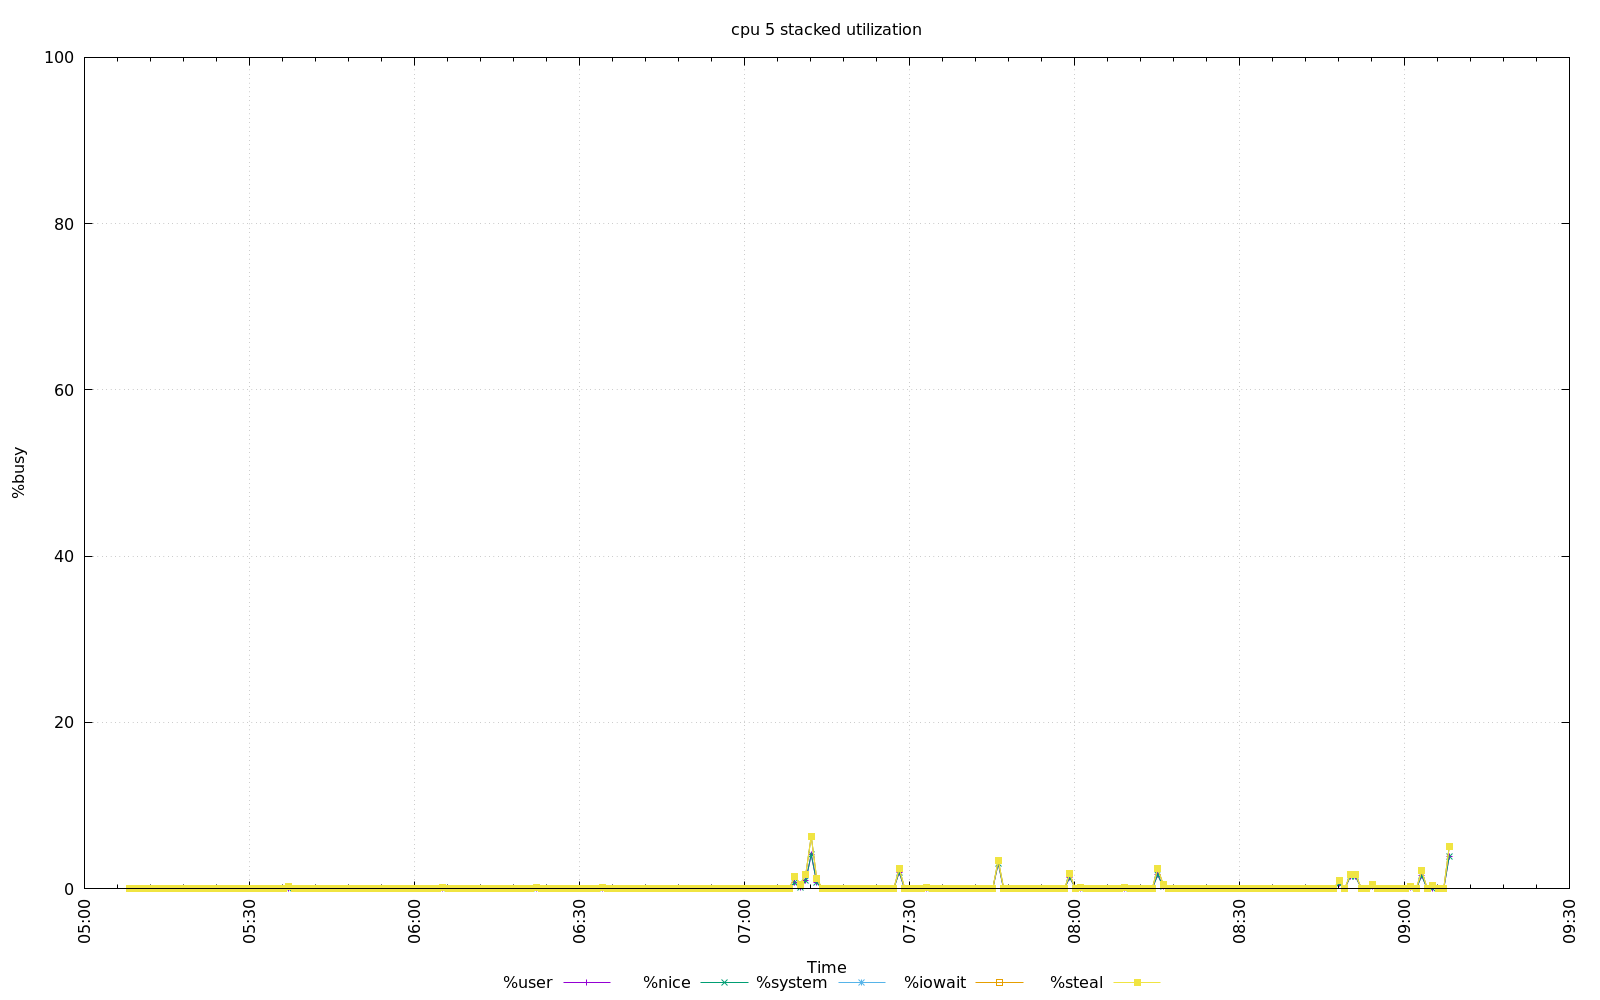 cpu 5 stacked utilization
100
80
60
40
20
0
%busy
05:00 05:30 06:00 06:30 07:00 07:30 08:00 08:30 09:00 09:30
Time
%user %nice %system %iowait %steal